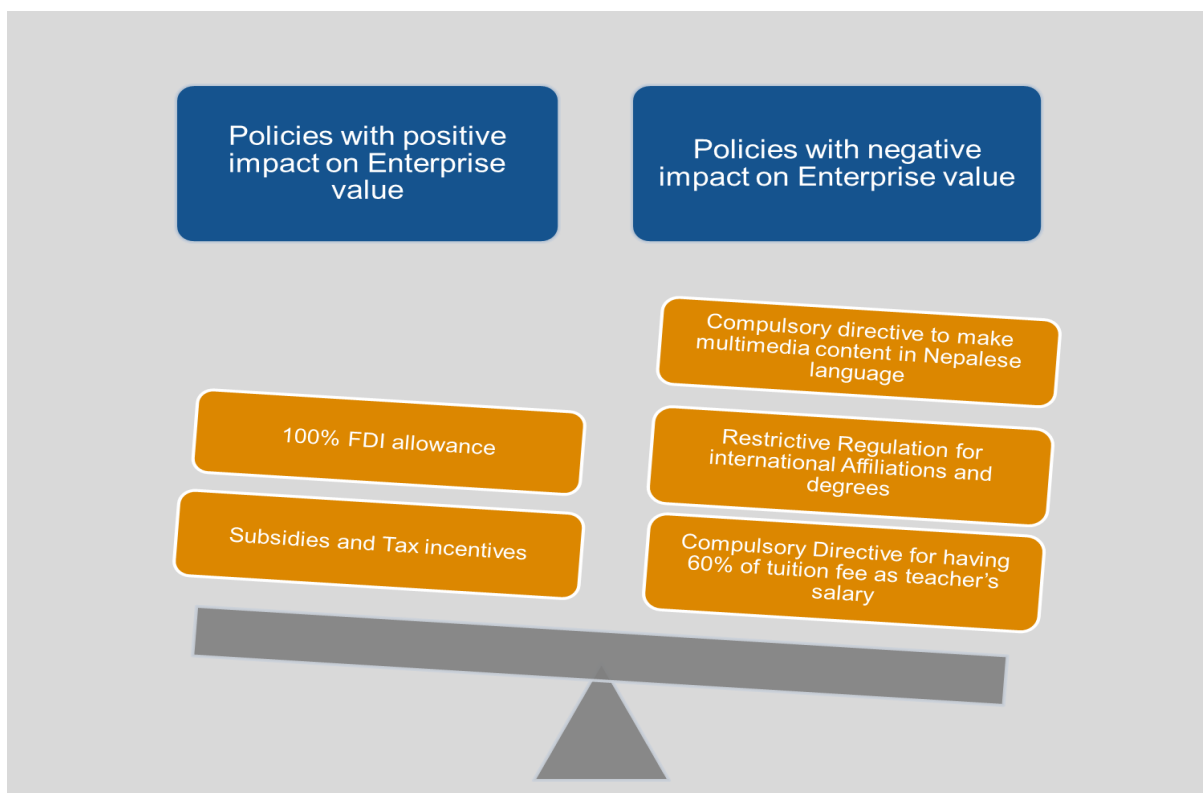 Policies with positive
impact on Enterprise
value
Policies with negative
impact on Enterprise value
100% FDI allowance
Subsidies and Tax incentives
Compulsory directive to make
multimedia content in Nepalese
language
Restrictive Regulation for
international Affiliations and
degrees
Compulsory Directive for having
60% of tuition fee as teacher’s
salary